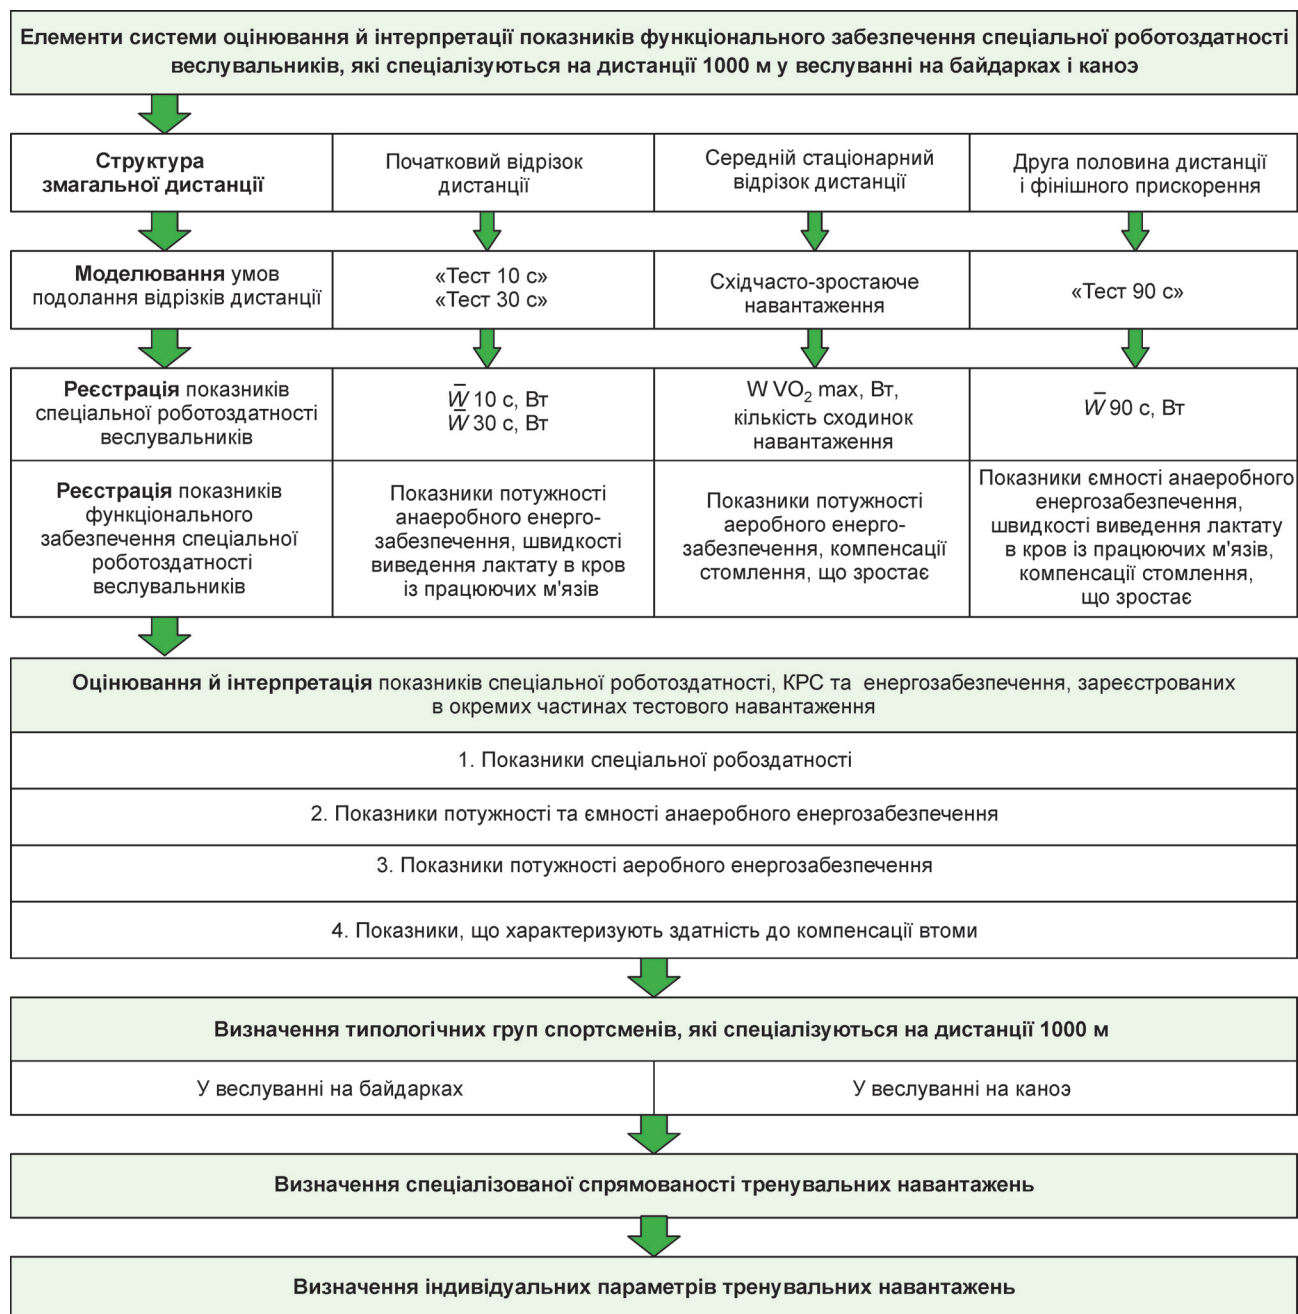 Елементи системи оцінювання й інтерпретації показників функціонального забезпечення спеціальної роботоздатності
веслувальників, які спеціалізуються на дистанції 1000 м у веслуванні на байдарках і каноэ
Структура
змагальної дистанції
Початковий відрізок
дистанції
Середній стаціонарний
відрізок дистанції
Друга половина дистанції
і фінішного прискорення
Моделювання умов
подолання відрізків дистанції
«Тест 10 с»
«Тест 30 с»
Східчасто-зростаюче
навантаження
«Тест 90 с»
Реєстрація показників
спеціальної роботоздатності
веслувальників
W̅ 10 с, Вт
W̅ 30 с, Вт
W VO₂ max, Вт,
кількість сходинок
навантаження
W̅ 90 с, Вт
Реєстрація показників
функціонального
забезпечення спеціальної
роботоздатності
веслувальників
Показники потужності
анаеробного енерго-
забезпечення, швидкості
виведення лактату в кров
із працюючих м'язів
Показники потужності
аеробного енерго-
забезпечення, компенсації
стомлення, що зростає
Показники ємності анаеробного
енергозабезпечення,
швидкості виведення лактату
в кров із працюючих м'язів,
компенсації стомлення,
що зростає
Оцінювання й інтерпретація показників спеціальної роботоздатності, КРС та енергозабезпечення, зареєстрованих
в окремих частинах тестового навантаження
1. Показники спеціальної робоздатності
2. Показники потужності та ємності анаеробного енергозабезпечення
3. Показники потужності аеробного енергозабезпечення
4. Показники, що характеризують здатність до компенсації втоми
Визначення типологічних груп спортсменів, які спеціалізуються на дистанції 1000 м
У веслуванні на байдарках
У веслуванні на каноэ
Визначення спеціалізованої спрямованості тренувальних навантажень
Визначення індивідуальних параметрів тренувальних навантажень